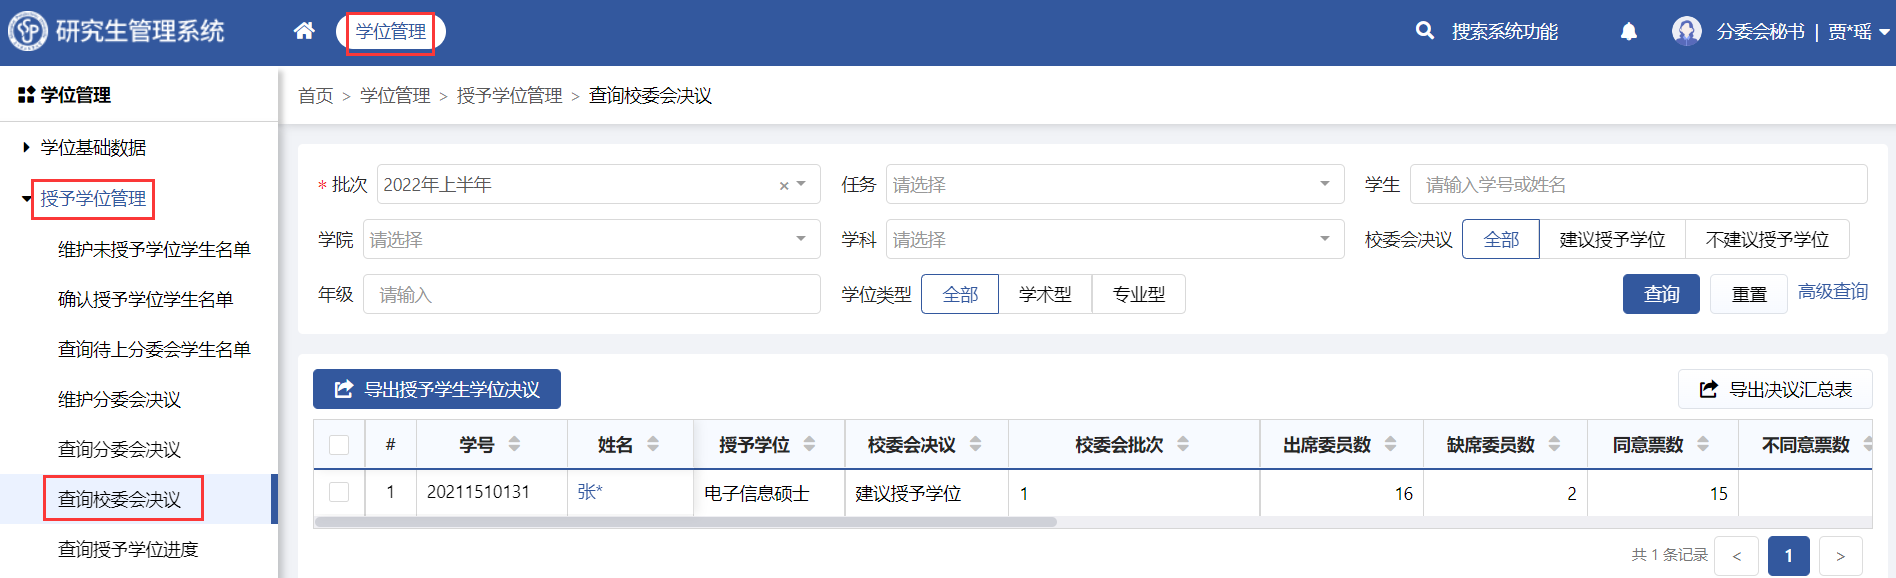 研究生管理系统
学位管理
搜索系统功能
分委会秘书 | 贾*瑶
学位管理
首页 > 学位管理 > 授予学位管理 > 查询校委会决议
学位基础数据
授予学位管理
维护未授予学位学生名单
确认授予学位学生名单
查询待上分委会学生名单
维护分委会决议
查询分委会决议
查询校委会决议
查询授予学位进度
* 批次 2022年上半年 × 任务 请选择 学生 请输入学号或姓名
学院 请选择 学科 请选择 校委会决议 全部 建议授予学位 不建议授予学位
年级 请输入 学位类型 全部 学术型 专业型 查询 重置 高级查询
导出授予学生学位决议 导出决议汇总表
# 学号 姓名 授予学位 校委会决议 校委会批次 出席委员数 缺席委员数 同意票数 不同意票数
1 20211510131 张* 电子信息硕士 建议授予学位 1 16 2 15
共 1 条记录 < 1 >